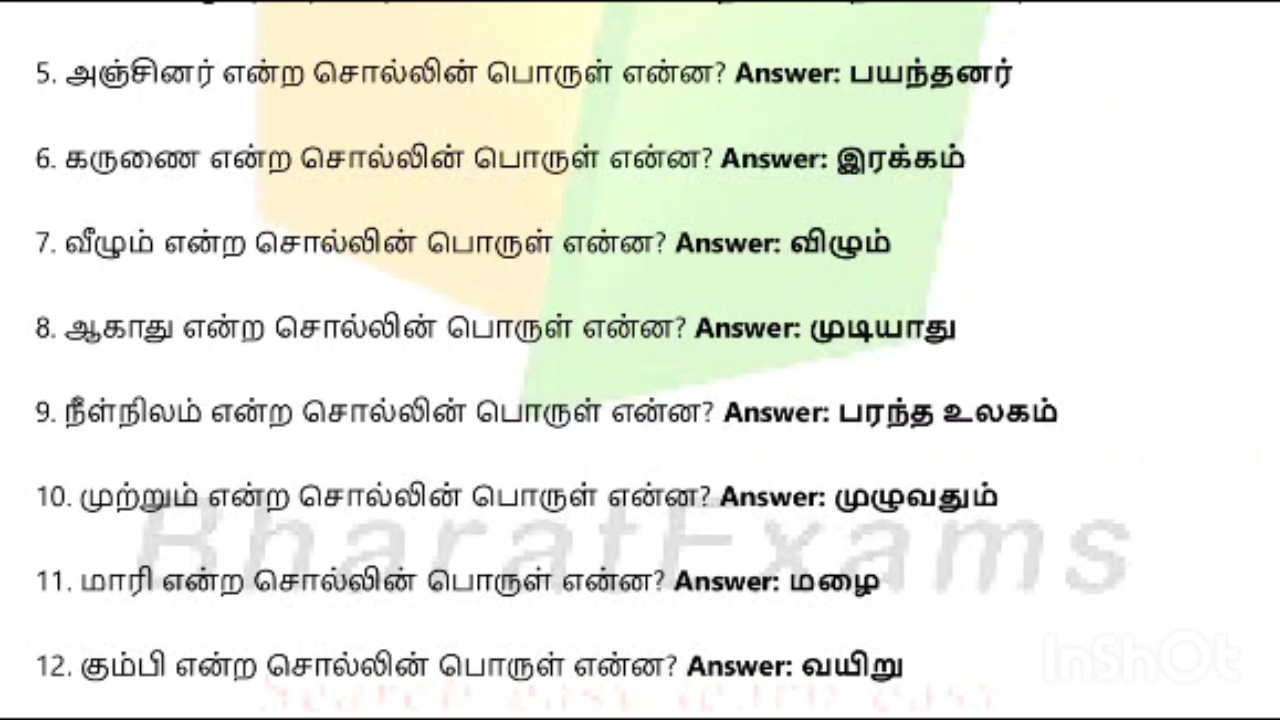 5. அஞ்சினர் என்ற சொல்லின் பொருள் என்ன? Answer: பயந்தனர்
6. கருணை என்ற சொல்லின் பொருள் என்ன? Answer: இரக்கம்
7. வீழும் என்ற சொல்லின் பொருள் என்ன? Answer: விழும்
8. ஆகாது என்ற சொல்லின் பொருள் என்ன? Answer: முடியாது
9. நீள்நிலம் என்ற சொல்லின் பொருள் என்ன? Answer: பரந்த உலகம்
10. முற்றும் என்ற சொல்லின் பொருள் என்ன? Answer: முழுவதும்
BharatExams
11. மாரி என்ற சொல்லின் பொருள் என்ன? Answer: மழை
12. கும்பி என்ற சொல்லின் பொருள் என்ன? Answer: வயிறு
InShOt